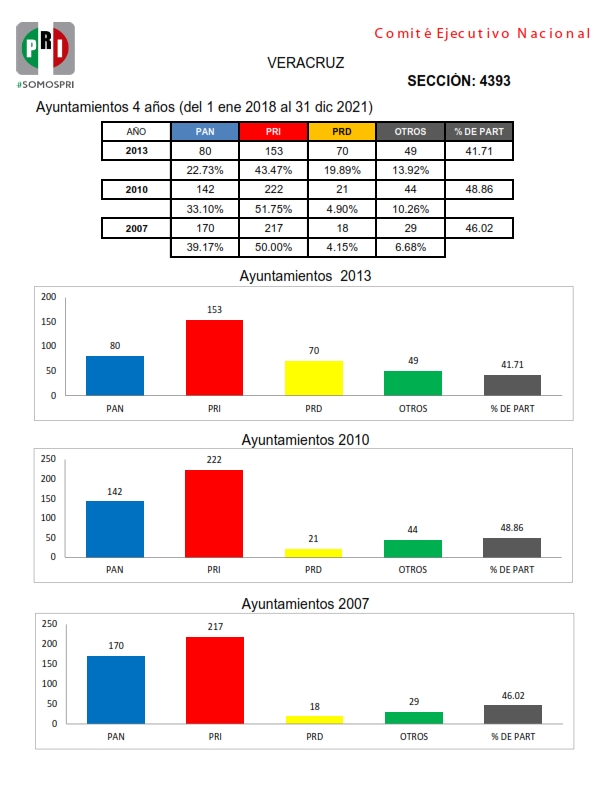 Comité Ejecutivo Nacional
PRI
#SOMOSPRI
VERACRUZ
SECCIÓN: 4393
Ayuntamientos 4 años (del 1 ene 2018 al 31 dic 2021)
AÑO PAN PRI PRD OTROS % DE PART
2013 80 153 70 49 41.71
22.73% 43.47% 19.89% 13.92%
2010 142 222 21 44 48.86
33.10% 51.75% 4.90% 10.26%
2007 170 217 18 29 46.02
39.17% 50.00% 4.15% 6.68%
Ayuntamientos 2013
200
150
100
50
0
80 153 70 49 41.71
PAN PRI PRD OTROS % DE PART
Ayuntamientos 2010
250
200
150
100
50
0
142 222 21 44 48.86
PAN PRI PRD OTROS % DE PART
Ayuntamientos 2007
250
200
150
100
50
0
170 217 18 29 46.02
PAN PRI PRD OTROS % DE PART